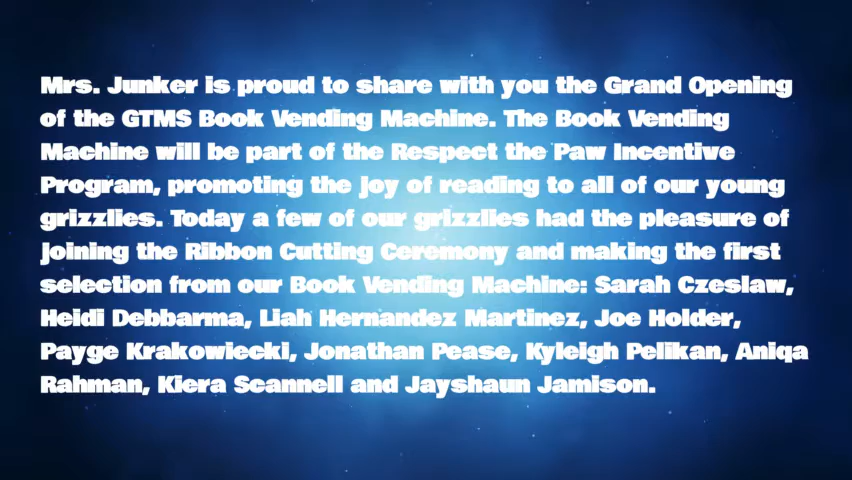 Mrs. Junker is proud to share with you the Grand Opening
of the GTMS Book Vending Machine. The Book Vending
Machine will be part of the Respect the Paw Incentive
Program, promoting the joy of reading to all of our young
grizzlies. Today a few of our grizzlies had the pleasure of
joining the Ribbon Cutting Ceremony and making the first
selection from our Book Vending Machine: Sarah Czeslaw,
Heidi Debbarma, Liah Hernandez Martinez, Joe Holder,
Payge Krakowiecki, Jonathan Pease, Kyleigh Pelikan, Aniqa
Rahman, Kiera Scannell and Jayshaun Jamison.